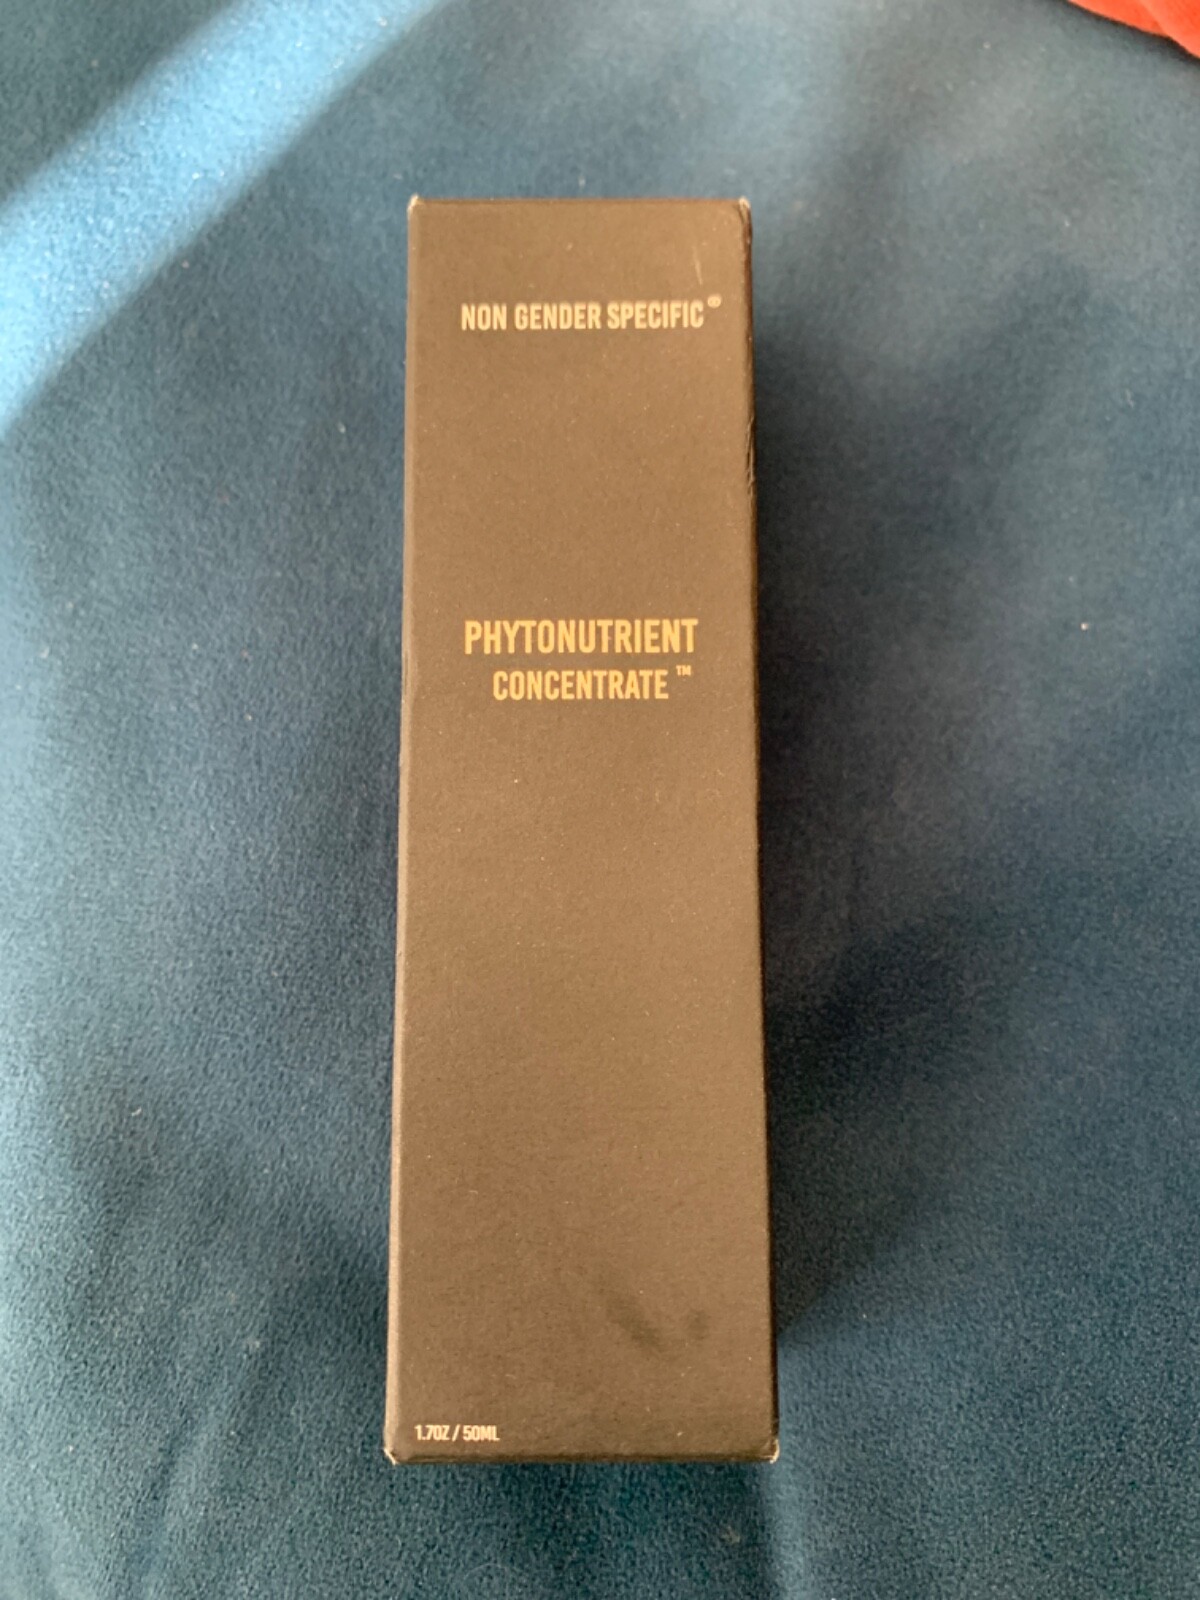 NON GENDER SPECIFIC®
PHYTONUTRIENT
CONCENTRATE™
1.7OZ / 50ML